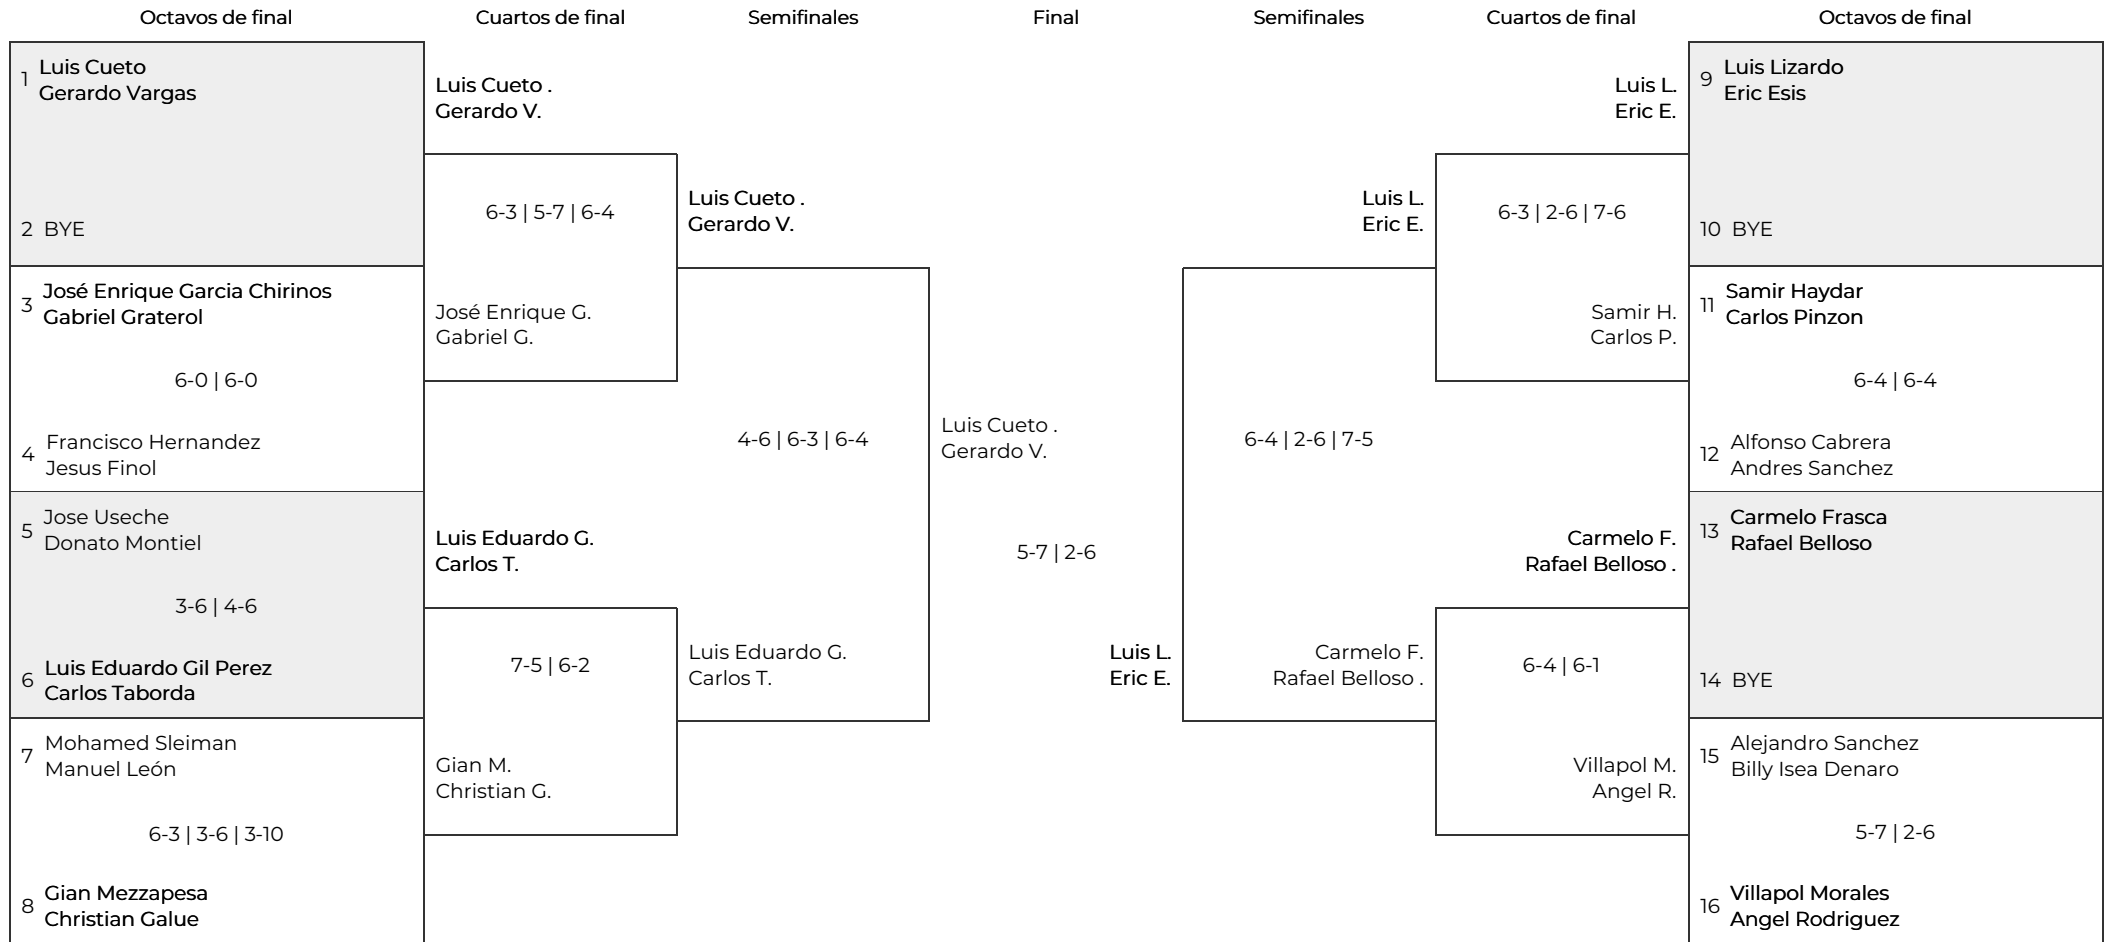 Octavos de final
Cuartos de final
Semifinales
Final
Semifinales
Cuartos de final
Octavos de final
1
Luis Cueto
Gerardo Vargas
2 BYE
3
José Enrique Garcia Chirinos
Gabriel Graterol
6-0 | 6-0
4
Francisco Hernandez
Jesus Finol
5
Jose Useche
Donato Montiel
3-6 | 4-6
6
Luis Eduardo Gil Perez
Carlos Taborda
7
Mohamed Sleiman
Manuel León
6-3 | 3-6 | 3-10
8
Gian Mezzapesa
Christian Galue
Luis Cueto .
Gerardo V.
6-3 | 5-7 | 6-4
José Enrique G.
Gabriel G.
Luis Eduardo G.
Carlos T.
7-5 | 6-2
Gian M.
Christian G.
Luis Cueto .
Gerardo V.
4-6 | 6-3 | 6-4
Luis Eduardo G.
Carlos T.
Luis Cueto .
Gerardo V.
5-7 | 2-6
Luis L.
Eric E.
Luis L.
Eric E.
6-4 | 2-6 | 7-5
Carmelo F.
Rafael Belloso .
Luis L.
Eric E.
6-3 | 2-6 | 7-6
Samir H.
Carlos P.
Carmelo F.
Rafael Belloso .
6-4 | 6-1
Villapol M.
Angel R.
9
Luis Lizardo
Eric Esis
10 BYE
11
Samir Haydar
Carlos Pinzon
6-4 | 6-4
12
Alfonso Cabrera
Andres Sanchez
13
Carmelo Frasca
Rafael Belloso
14 BYE
15
Alejandro Sanchez
Billy Isea Denaro
5-7 | 2-6
16
Villapol Morales
Angel Rodriguez